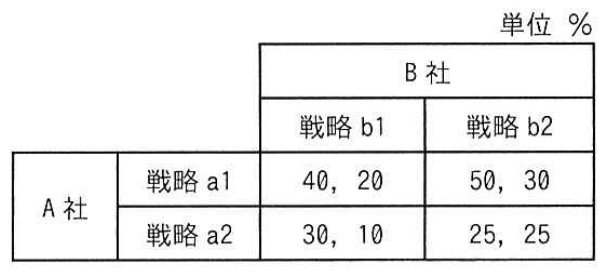 単位 %
B 社
戦略 b1 戦略 b2
A 社 戦略 a1 40, 20 50, 30
戦略 a2 30, 10 25, 25